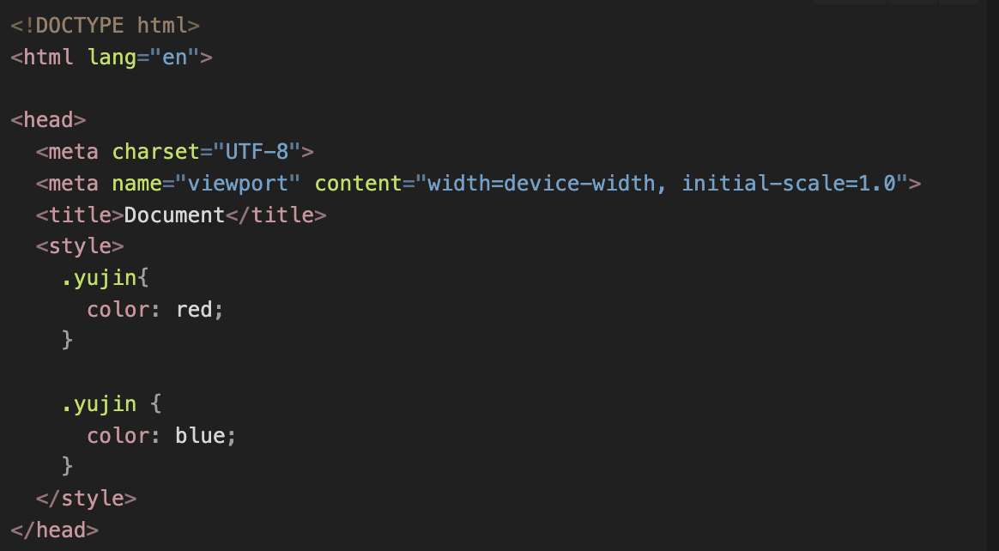 <!DOCTYPE html>
<html lang="en">
<head>
<meta charset="UTF-8">
<meta name="viewport" content="width=device-width, initial-scale=1.0">
<title>Document</title>
<style>
.yujin{
color: red;
}
.yujin {
color: blue;
}
</style>
</head>